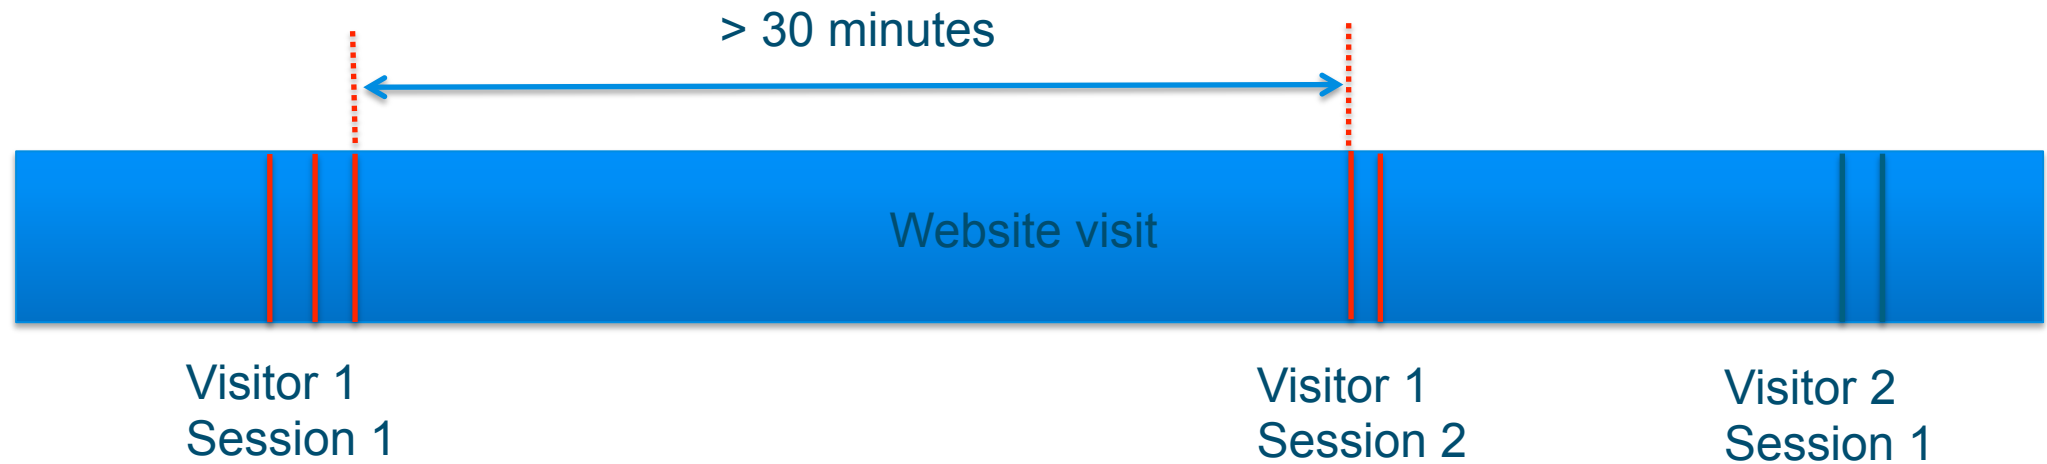 > 30 minutes
Website visit
Visitor 1
Session 1
Visitor 1
Session 2
Visitor 2
Session 1